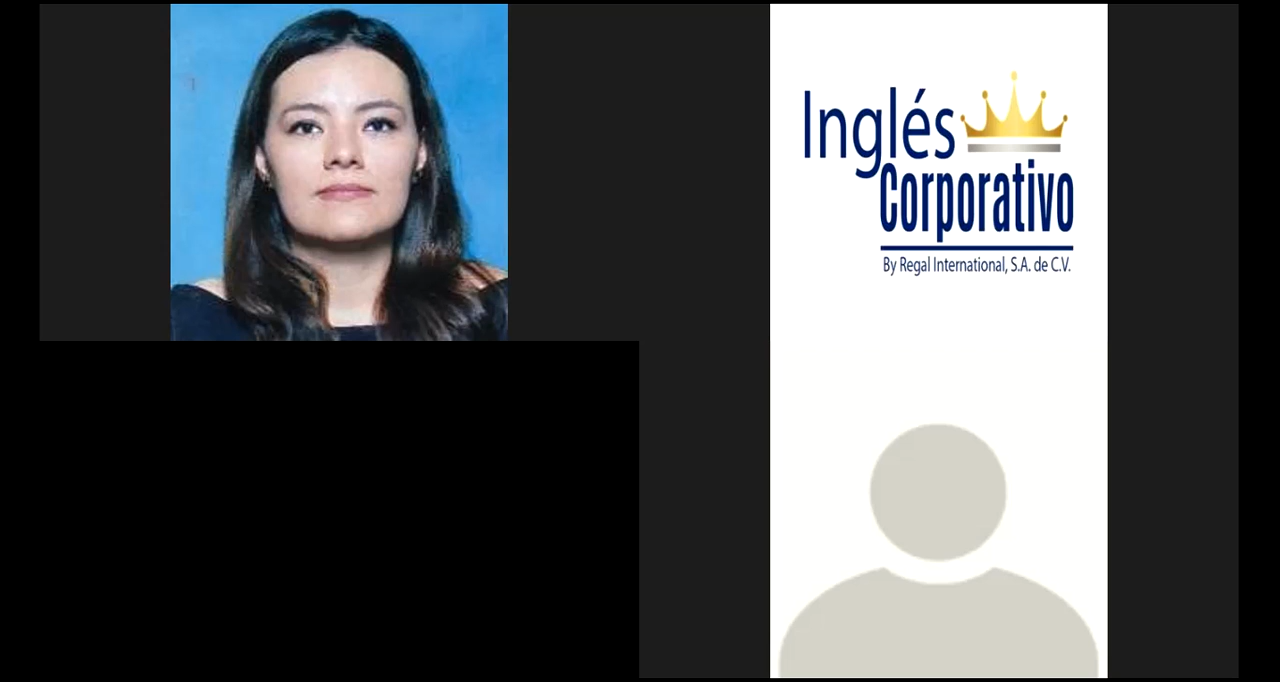 Inglés
Corporativo
By Regal International, S.A. de C.V.